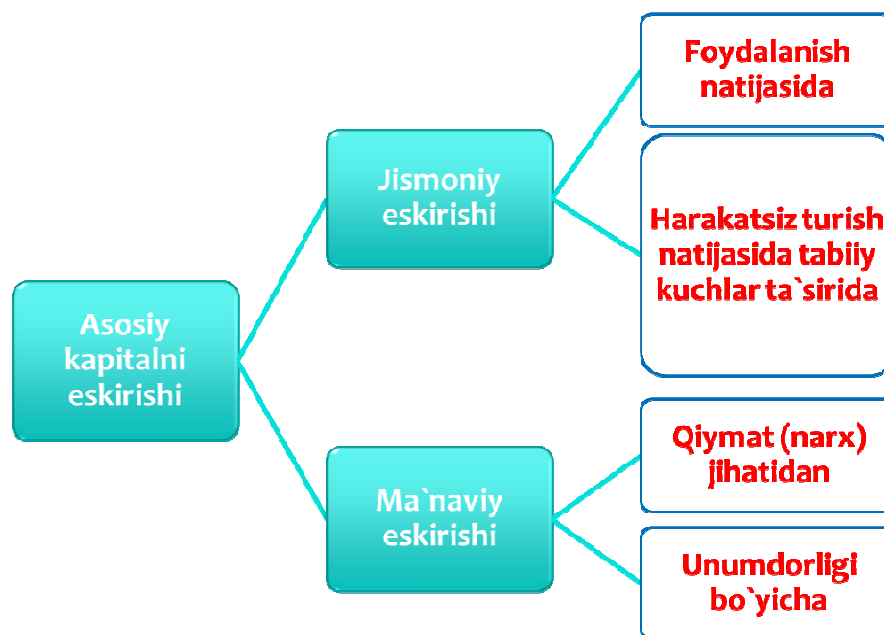 Asosiy
kapitalni
eskirishi
Jismoniy
eskirishi
Foydalanish
natijasida
Harakatsiz turish
natijasida tabiiy
kuchlar ta`sirida
Ma`naviy
eskirishi
Qiymat (narx)
jihatidan
Unumdorligi
bo`yicha